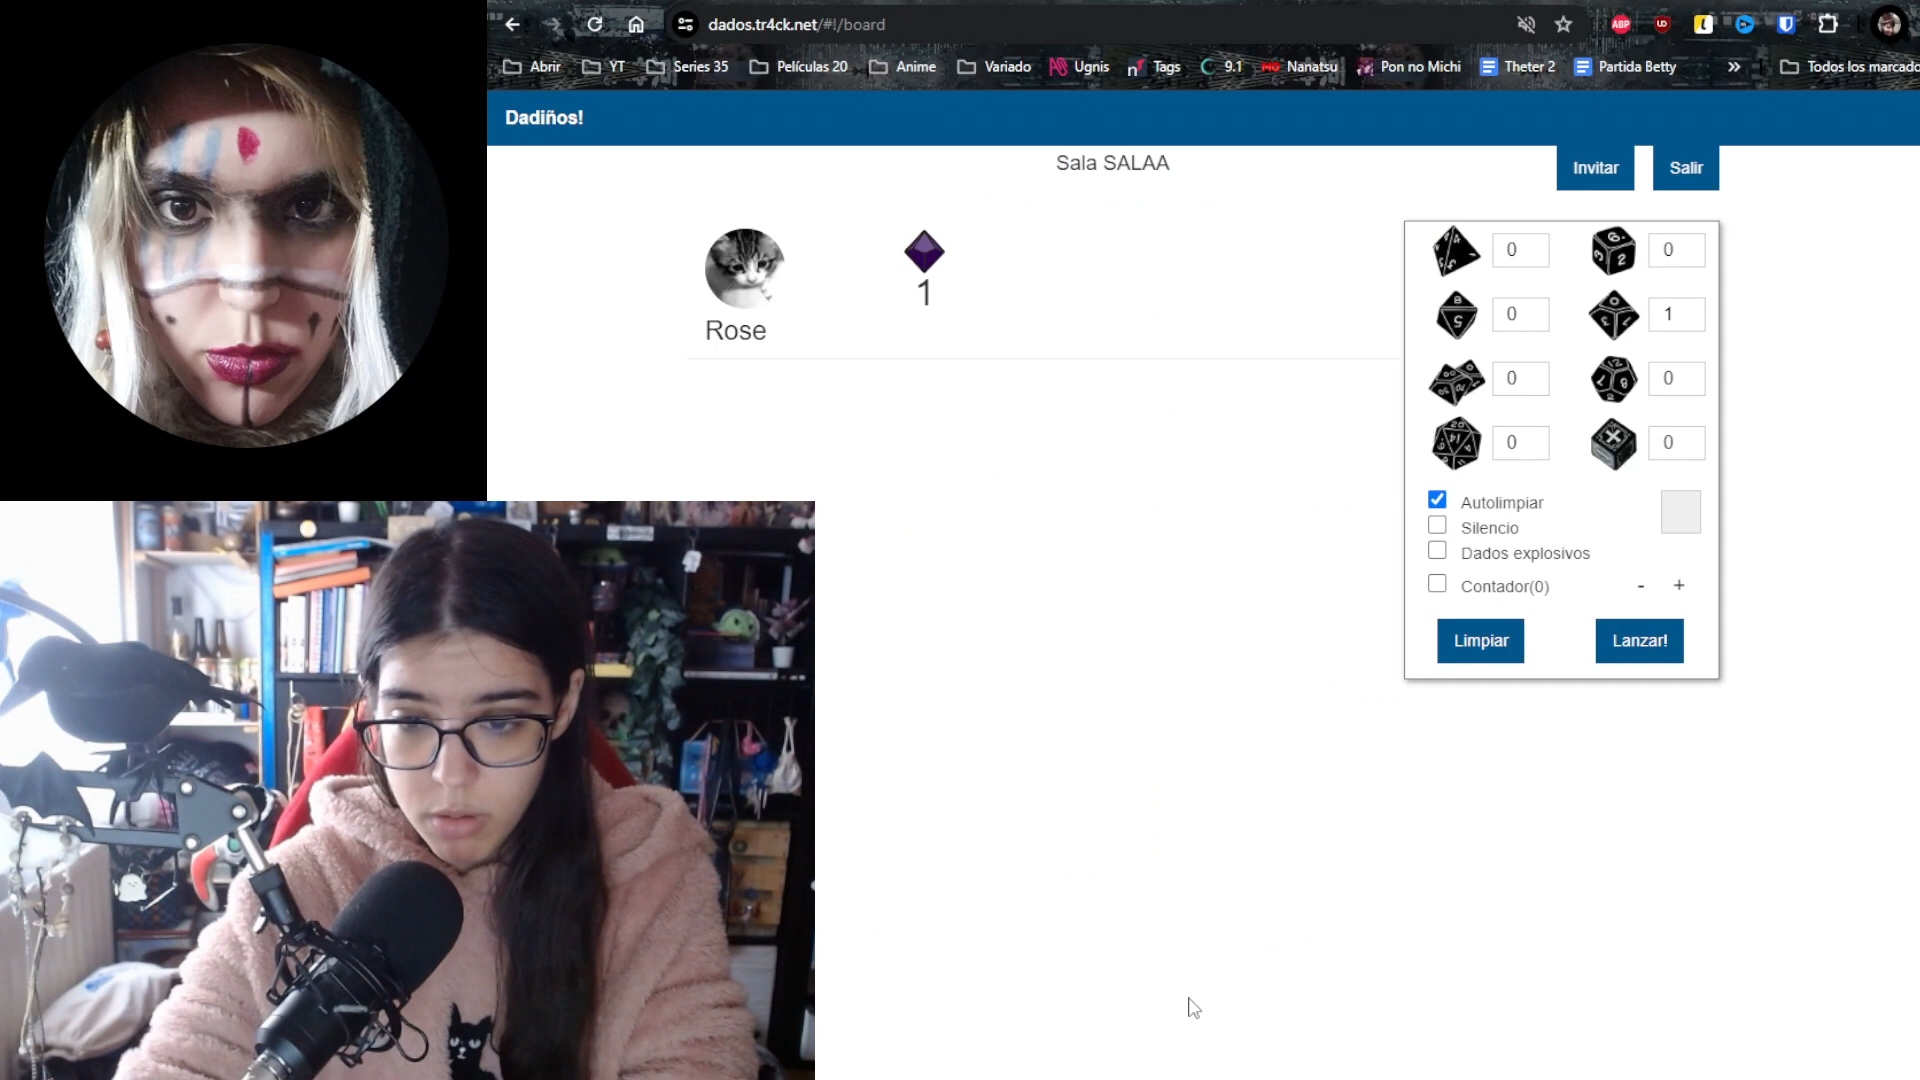 dados.tr4ck.net/#!/board
Abrir YT Series 35 Películas 20 Anime Variado Ugnis Tags 9.1 Nanatsu Pon no Michi Theter 2 Partida Betty » Todos los marcado
Dadiños!
Sala SALAA
Invitar Salir
1
Rose
0 0
0 1
0 0
0 0
Autolimpiar
Silencio
Dados explosivos
Contador(0) - +
Limpiar Lanzar!